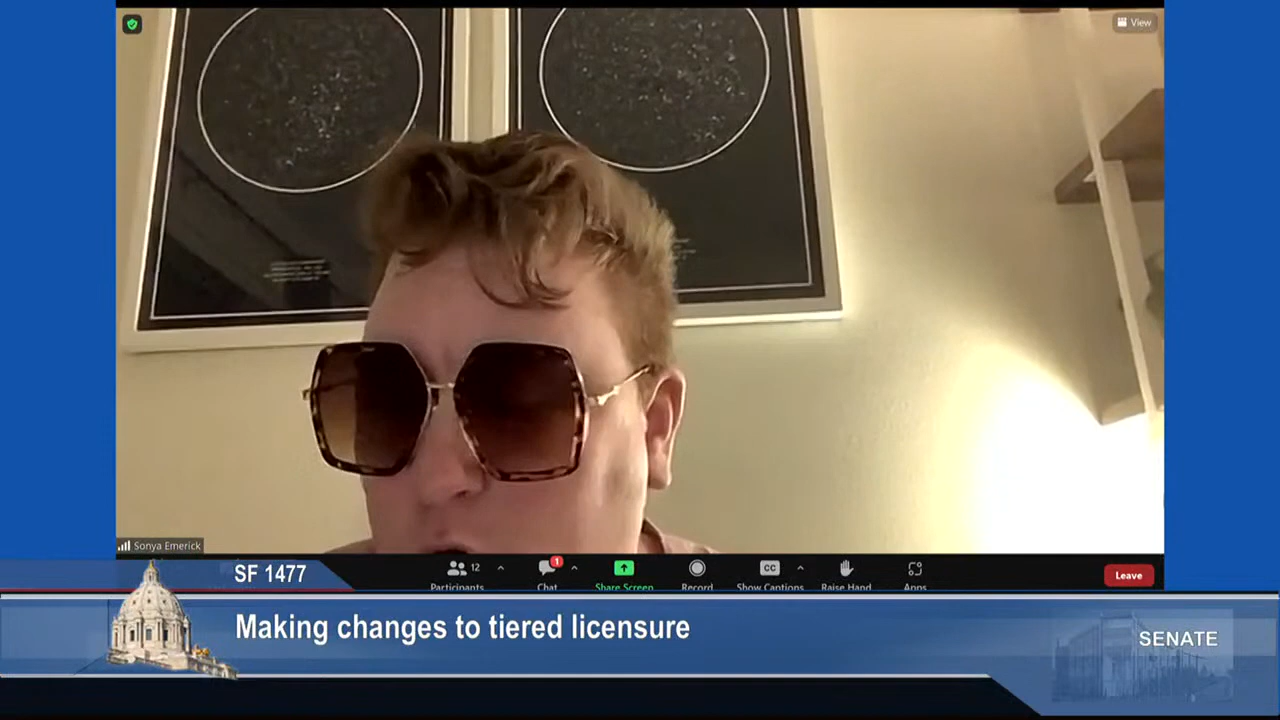 View
Sonya Emerick
12
1
Participants
Chat
Share Screen
Record
CC
Show Captions
Raise Hand
Apps
Leave
SF 1477
Making changes to tiered licensure
SENATE